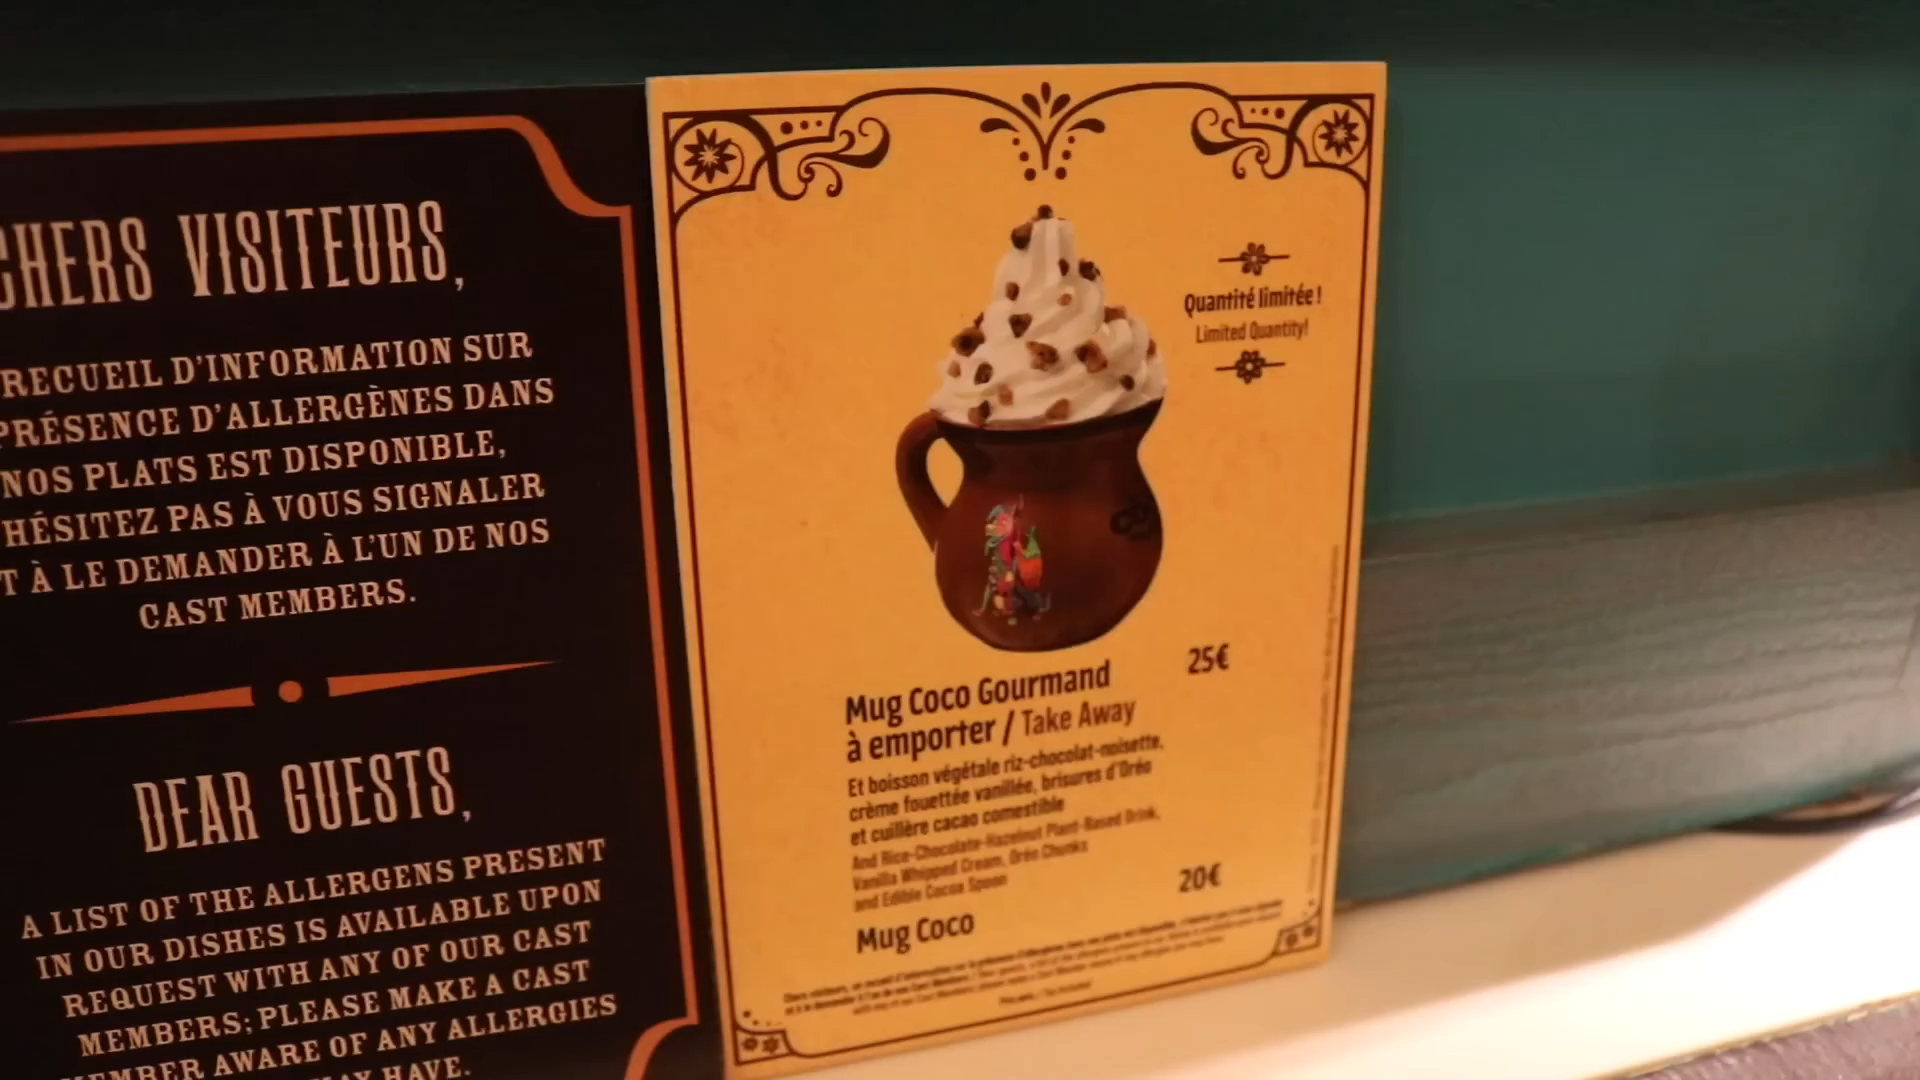 CHERS VISITEURS,
RECUEIL D'INFORMATION SUR
PRÉSENCE D'ALLERGÈNES DANS
NOS PLATS EST DISPONIBLE,
HÉSITEZ PAS À VOUS SIGNALER
T À LE DEMANDER À L'UN DE NOS
CAST MEMBERS.
DEAR GUESTS,
A LIST OF THE ALLERGENS PRESENT
IN OUR DISHES IS AVAILABLE UPON
REQUEST WITH ANY OF OUR CAST
MEMBERS; PLEASE MAKE A CAST
MEMBER AWARE OF ANY ALLERGIES
MAY HAVE.
Quantité limitée !
Limited Quantity!
Mug Coco Gourmand 25€
à emporter / Take Away
Et boisson végétale riz-chocolat-noisette,
crème fouettée vanillée, brisures d'Oréo
et cuillère cacao comestible
And Rice-Chocolate-Hazelnut Plant-Based Drink,
Vanilla Whipped Cream, Oréo Chunks
and Edible Cocoa Spoon
Mug Coco 20€